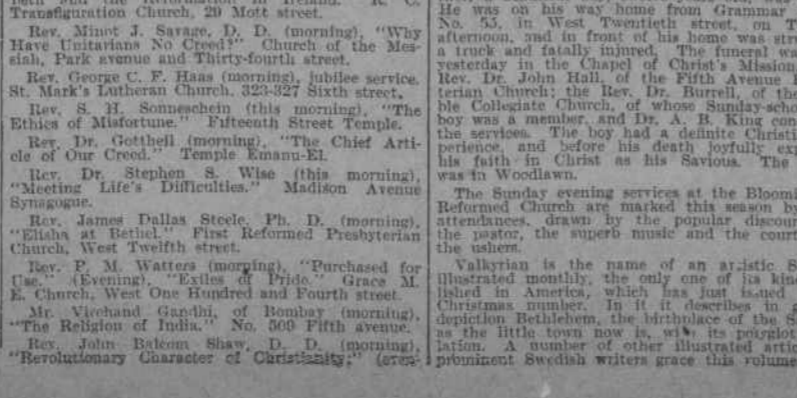 Transfiguration Church, 29 Mott street.
Rev. Minot J. Savage, D. D. (morning), "Why
Have Unitarians No Creed?" Church of the Mes-
siah, Park avenue and Thirty-fourth street.
Rev. George C. F. Haas (morning), jubilee service.
St. Mark's Lutheran Church, 323-327 Sixth street.
Rev. S. H. Sonneschein (this morning), "The
Ethics of Misfortune." Fifteenth Street Temple.
Rev. Dr. Gottheil (morning), "The Chief Arti-
cle of Our Creed." Temple Emanu-El.
Rev. Dr. Stephen S. Wise (this morning),
"Meeting Life's Difficulties." Madison Avenue
Synagogue.
Rev. James Dallas Steele, Ph. D. (morning),
"Elisha at Bethel." First Reformed Presbyterian
Church, West Twelfth street.
Rev. P. M. Watters (morning), "Purchased for
Use." (Evening), "Exiles of Pride." Grace M.
E. Church, West One Hundred and Fourth street.
Mr. Virchand Gandhi, of Bombay (morning),
"The Religion of India." No. 509 Fifth avenue.
Rev. John Balcom Shaw, D. D. (morning),
"Revolutionary Character of Christianity;" (even-
He was on his way home from Grammar
No. 55, in West Twentieth street, on T
afternoon, and in front of his home was stru
a truck and fatally injured. The funeral wa
yesterday in the Chapel of Christ's Mission
Rev. Dr. John Hall, of the Fifth Avenue
terian Church; the Rev. Dr. Burrell, of the
ble Collegiate Church, of whose Sunday-scho
boy was a member, and Dr. A. B. King con
the services. The boy had a definite Christi
perience, and before his death joyfully exp
his faith in Christ as his Savious. The
was in Woodlawn.
The Sunday evening services at the Bloomi
Reformed Church are marked this season by
attendances, drawn by the popular discour
the pastor, the superb music and the court
the ushers.
Valkyrian is the name of an artistic S
illustrated monthly, the only one of its kind
lished in America, which has just issued
Christmas number. In it it describes in
depiction Bethlehem, the birthplace of the S
as the little town now is, with its polyglot
lation. A number of other illustrated artic
prominent Swedish writers grace this volume